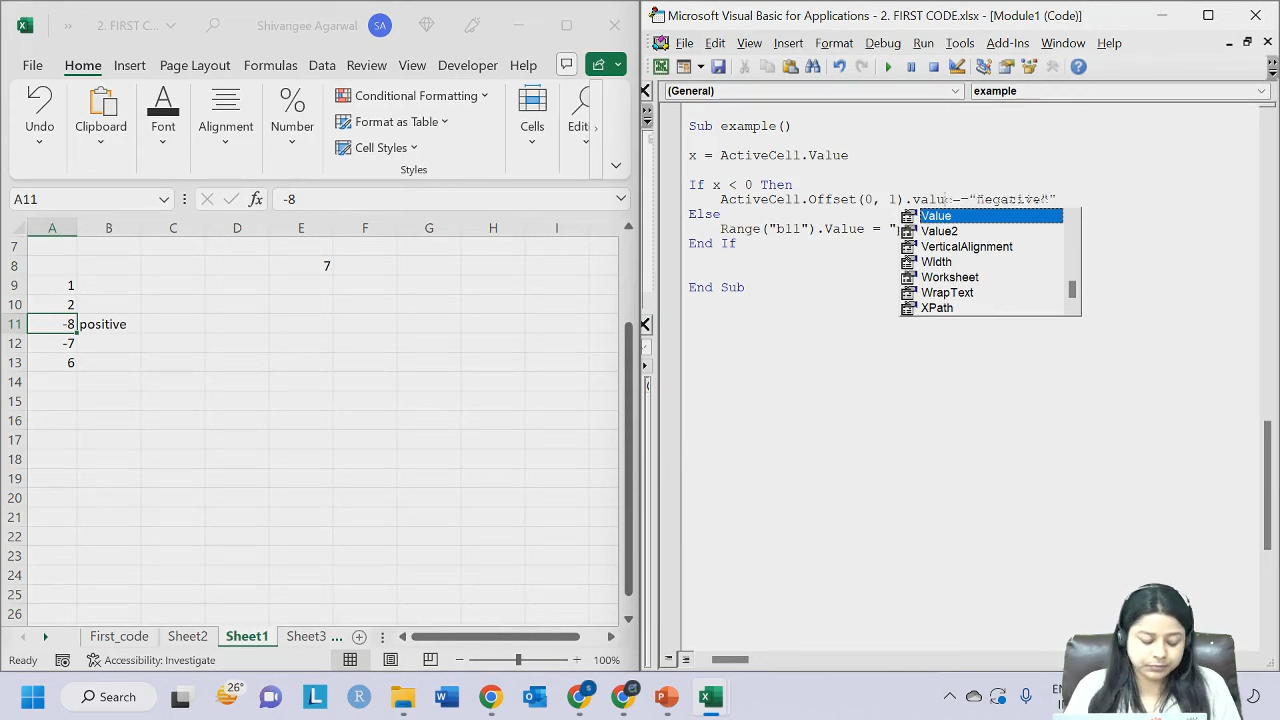 2. FIRST C...
Shivangee Agarwal
SA
File
Home
Insert
Page Layout
Formulas
Data
Review
View
Developer
Help
Undo
Clipboard
Font
Alignment
%
Number
Conditional Formatting
Format as Table
Cell Styles
Styles
Cells
Editi
A11
fx
-8
A B C D E F G H I
7
8 7
9 1
10 2
11 -8 positive
12 -7
13 6
14
15
16
17
18
19
20
21
22
23
24
25
26
First_code
Sheet2
Sheet1
Sheet3 ...
Ready
Accessibility: Investigate
100%
Microsoft Visual Basic for Applications - 2. FIRST CODE.xlsx - [Module1 (Code)]
File Edit View Insert Format Debug Run Tools Add-Ins Window Help
(General)
example
Sub example()
x = ActiveCell.Value
If x < 0 Then
ActiveCell.Offset(0, 1).value
Else
Range("b11").Value = "
End If
End Sub
Value
Value2
VerticalAlignment
Width
Worksheet
WrapText
XPath
26°
Search